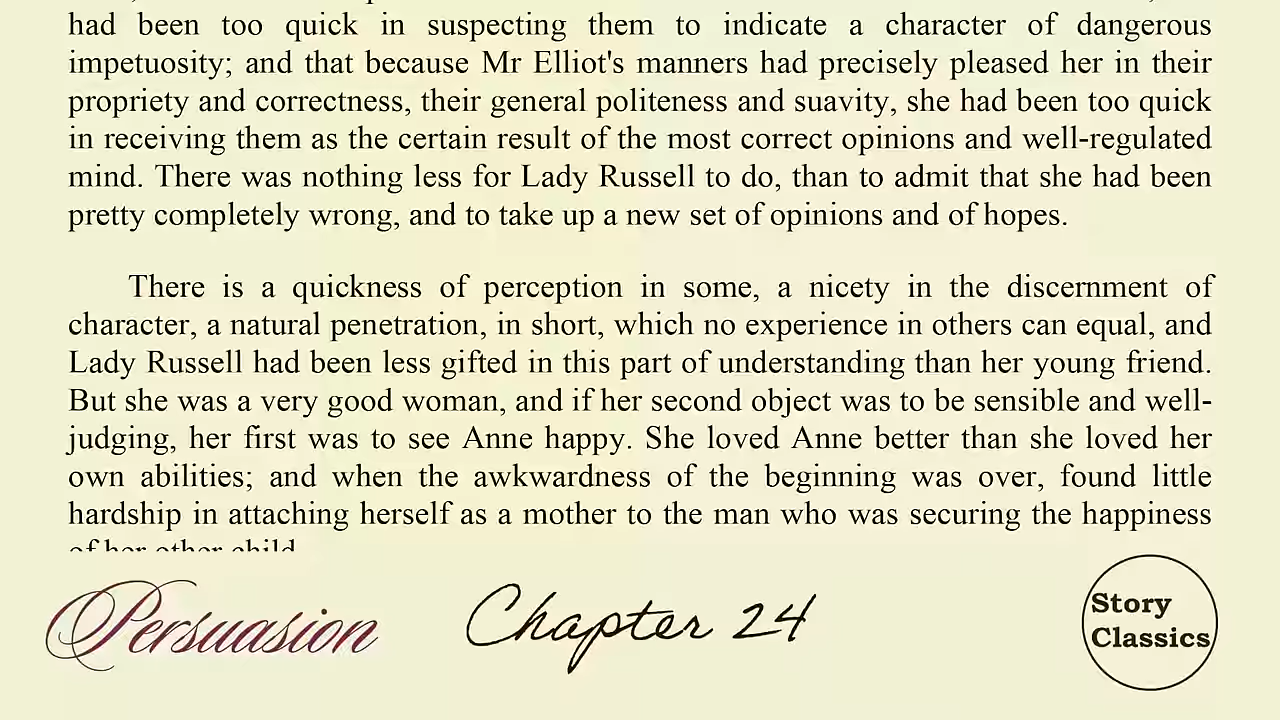 had been too quick in suspecting them to indicate a character of dangerous
impetuosity; and that because Mr Elliot's manners had precisely pleased her in their
propriety and correctness, their general politeness and suavity, she had been too quick
in receiving them as the certain result of the most correct opinions and well-regulated
mind. There was nothing less for Lady Russell to do, than to admit that she had been
pretty completely wrong, and to take up a new set of opinions and of hopes.
There is a quickness of perception in some, a nicety in the discernment of
character, a natural penetration, in short, which no experience in others can equal, and
Lady Russell had been less gifted in this part of understanding than her young friend.
But she was a very good woman, and if her second object was to be sensible and well-
judging, her first was to see Anne happy. She loved Anne better than she loved her
own abilities; and when the awkwardness of the beginning was over, found little
hardship in attaching herself as a mother to the man who was securing the happiness
of her other child
Persuasion
Chapter 24
Story
Classics